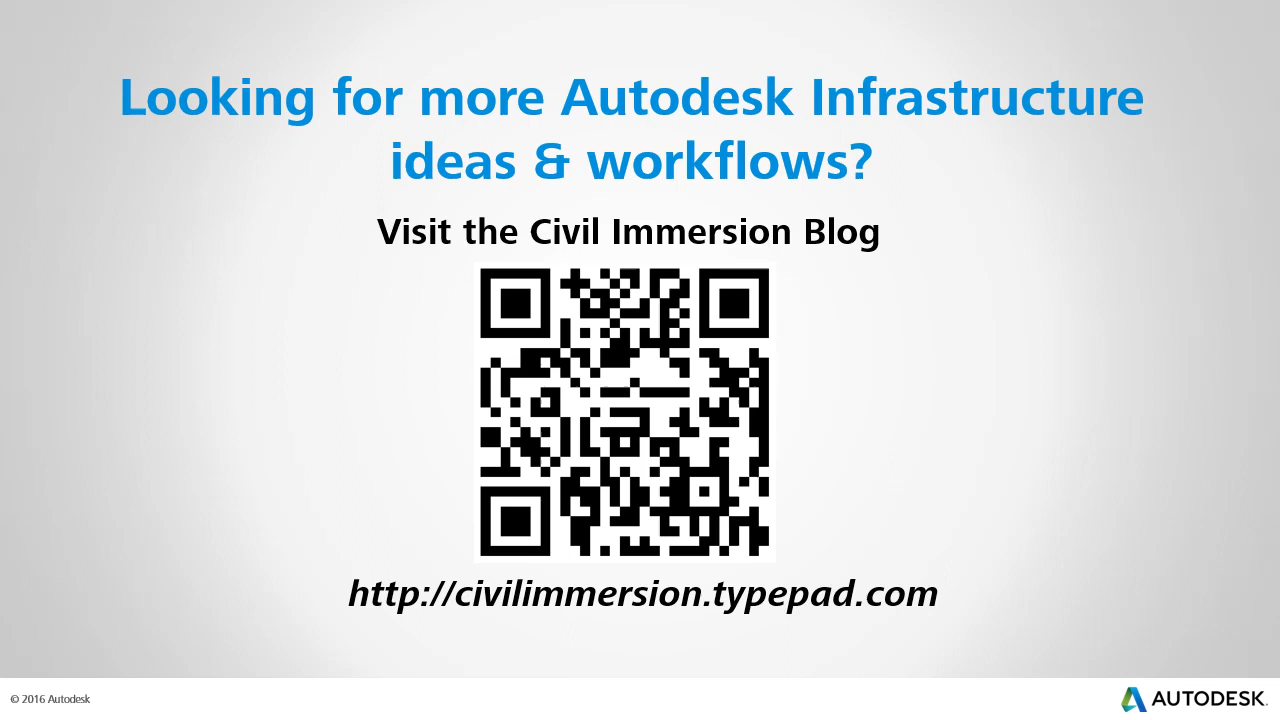 Looking for more Autodesk Infrastructure
ideas & workflows?
Visit the Civil Immersion Blog
http://civilimmersion.typepad.com
© 2016 Autodesk
AUTODESK.